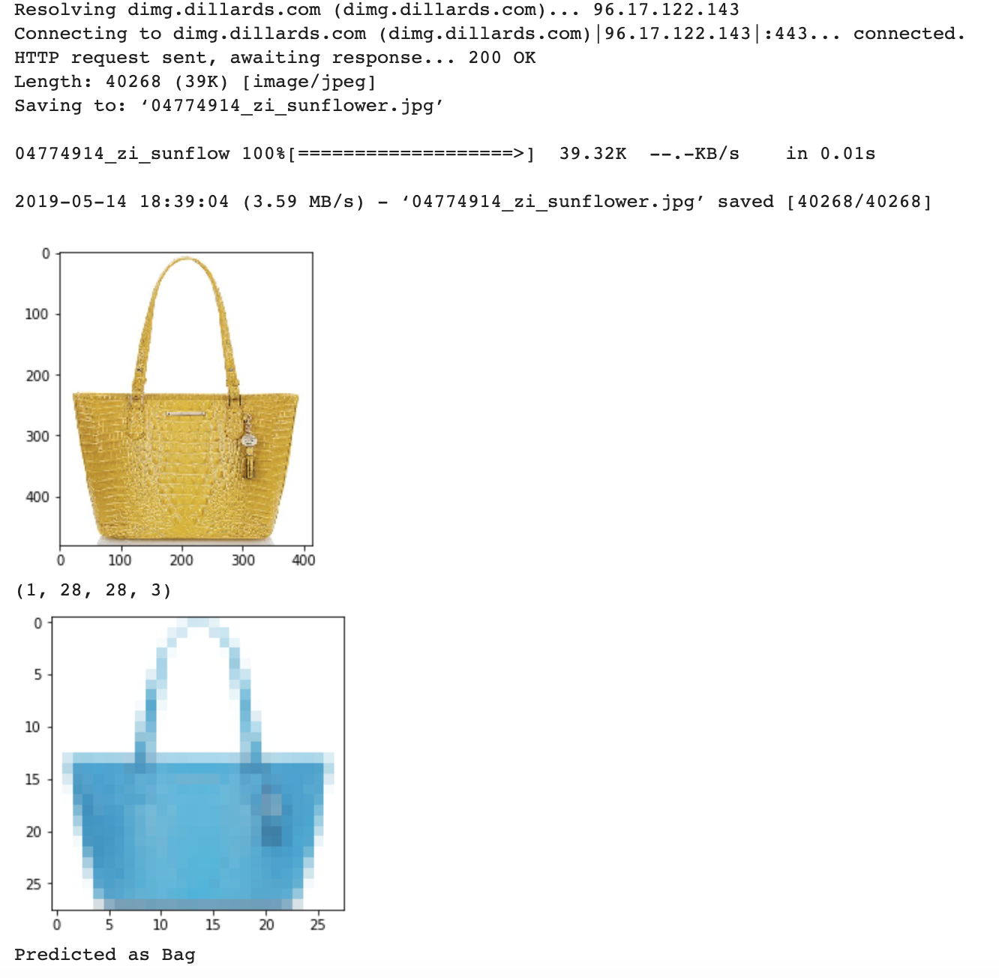 Resolving dimg.dillards.com (dimg.dillards.com)... 96.17.122.143
Connecting to dimg.dillards.com (dimg.dillards.com)|96.17.122.143|:443... connected.
HTTP request sent, awaiting response... 200 OK
Length: 40268 (39K) [image/jpeg]
Saving to: ‘04774914_zi_sunflower.jpg’
04774914_zi_sunflow 100%[===================>]  39.32K  --.-KB/s    in 0.01s
2019-05-14 18:39:04 (3.59 MB/s) - ‘04774914_zi_sunflower.jpg’ saved [40268/40268]
0
100
200
300
400
0 100 200 300 400
(1, 28, 28, 3)
0
5
10
15
20
25
0 5 10 15 20 25
Predicted as Bag